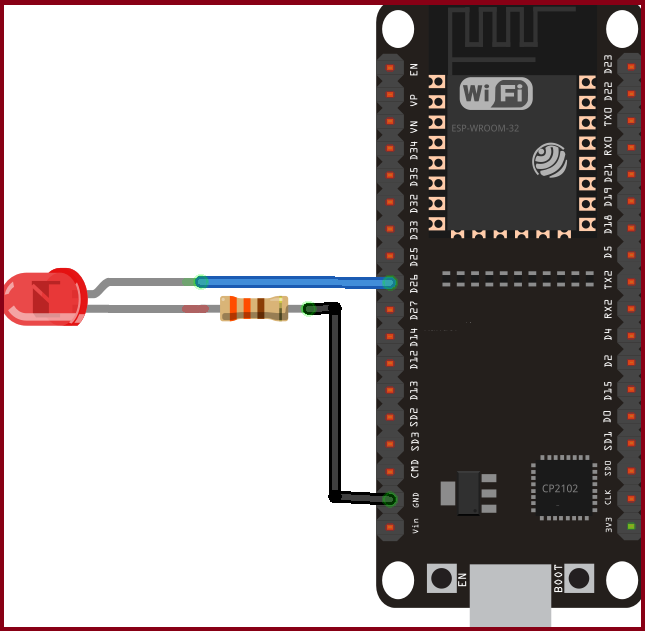 EN
VP
VN
D34
D35
D32
D33
D25
D26
D27
D14
D12
D13
SD2
SD3
CMD
GND
Vin
Wi Fi
ESP-WROOM-32
CP2102
EN
BOOT
D23
D22
TX0
RX0
D21
D19
D18
D5
TX2
RX2
D4
D2
D15
D0
SD1
SD0
CLK
3V3